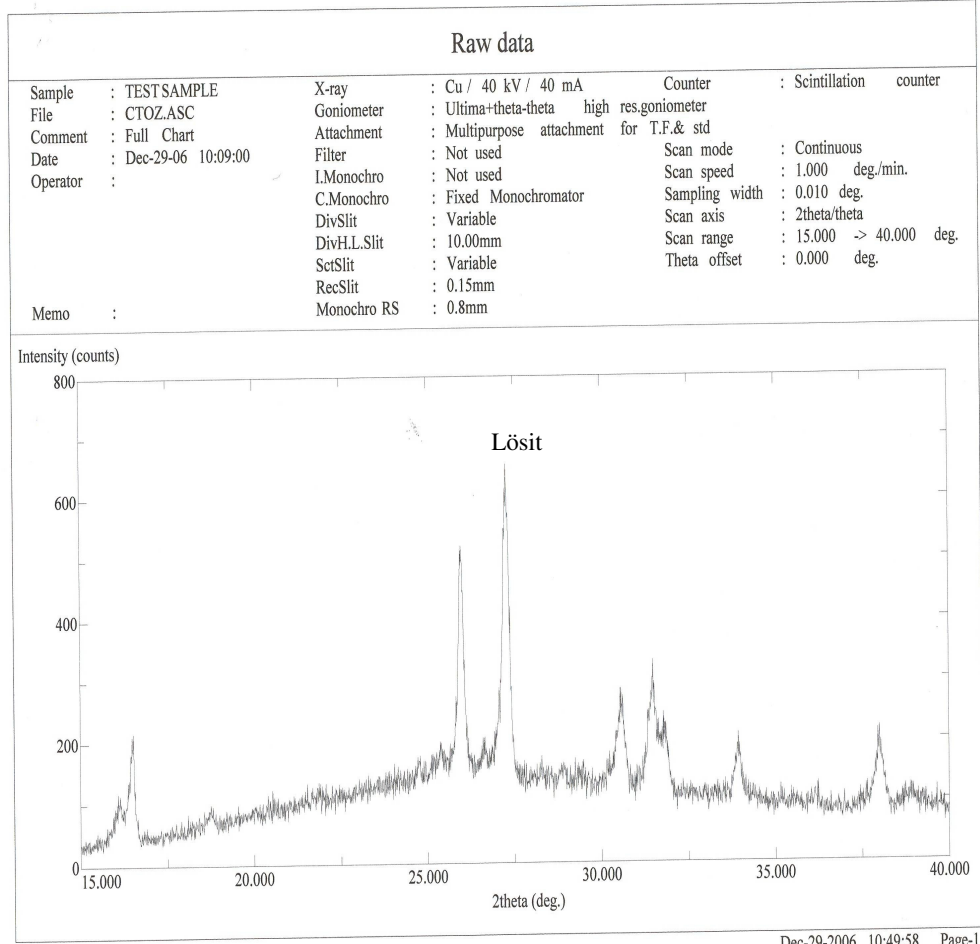 Raw data
Sample : TEST SAMPLE
File : CTOZ.ASC
Comment : Full Chart
Date : Dec-29-06 10:09:00
Operator :
Memo :
X-ray : Cu / 40 kV / 40 mA
Goniometer : Ultima+theta-theta high res.goniometer
Attachment : Multipurpose attachment for T.F.& std
Filter : Not used
I.Monochro : Not used
C.Monochro : Fixed Monochromator
DivSlit : Variable
DivH.L.Slit : 10.00mm
SctSlit : Variable
RecSlit : 0.15mm
Monochro RS : 0.8mm
Counter : Scintillation counter
Scan mode : Continuous
Scan speed : 1.000 deg./min.
Sampling width : 0.010 deg.
Scan axis : 2theta/theta
Scan range : 15.000 -> 40.000 deg.
Theta offset : 0.000 deg.
Intensity (counts)
800
Lösit
600
400
200
0
15.000 20.000 25.000 30.000 35.000 40.000
2theta (deg.)
Dec-29-2006 10:49:58 Page-1